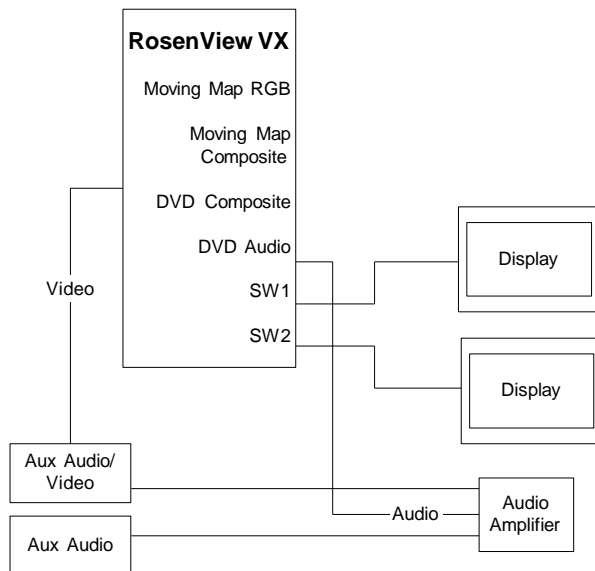 RosenView VX
Moving Map RGB
Moving Map
Composite
DVD Composite
DVD Audio
SW1
SW2
Video
Display
Display
Aux Audio/
Video
Aux Audio
Audio
Audio
Amplifier